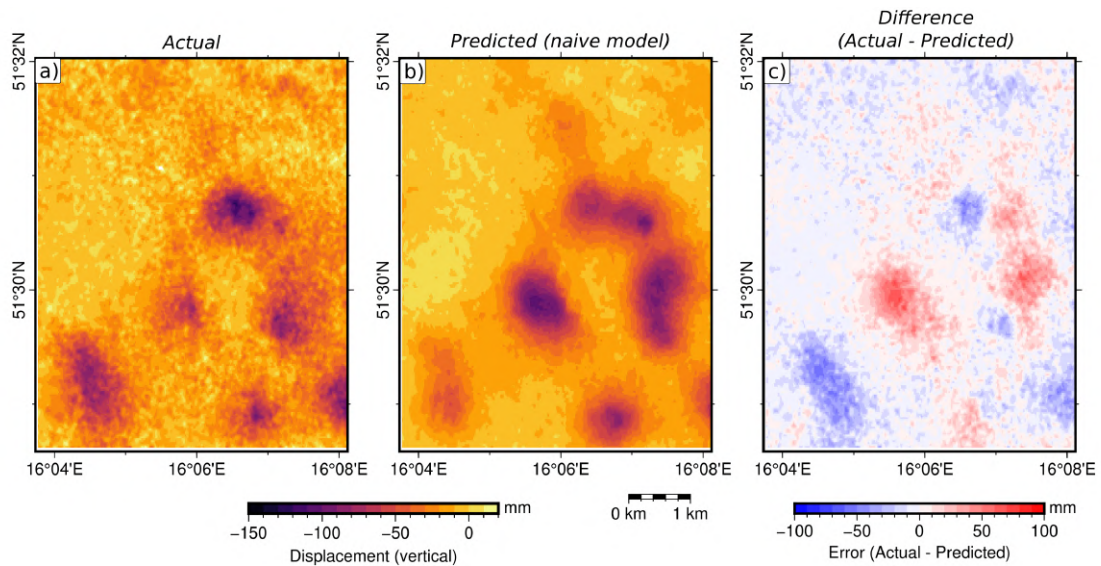 Actual
Predicted (naive model)
Difference
(Actual - Predicted)
a)
b)
c)
51°32'N
51°30'N
16°04'E 16°06'E 16°08'E
51°32'N
51°30'N
16°04'E 16°06'E 16°08'E
51°32'N
51°30'N
16°04'E 16°06'E 16°08'E
mm
−150 −100 −50 0
Displacement (vertical)
0 km 1 km
mm
−100 −50 0 50 100
Error (Actual - Predicted)